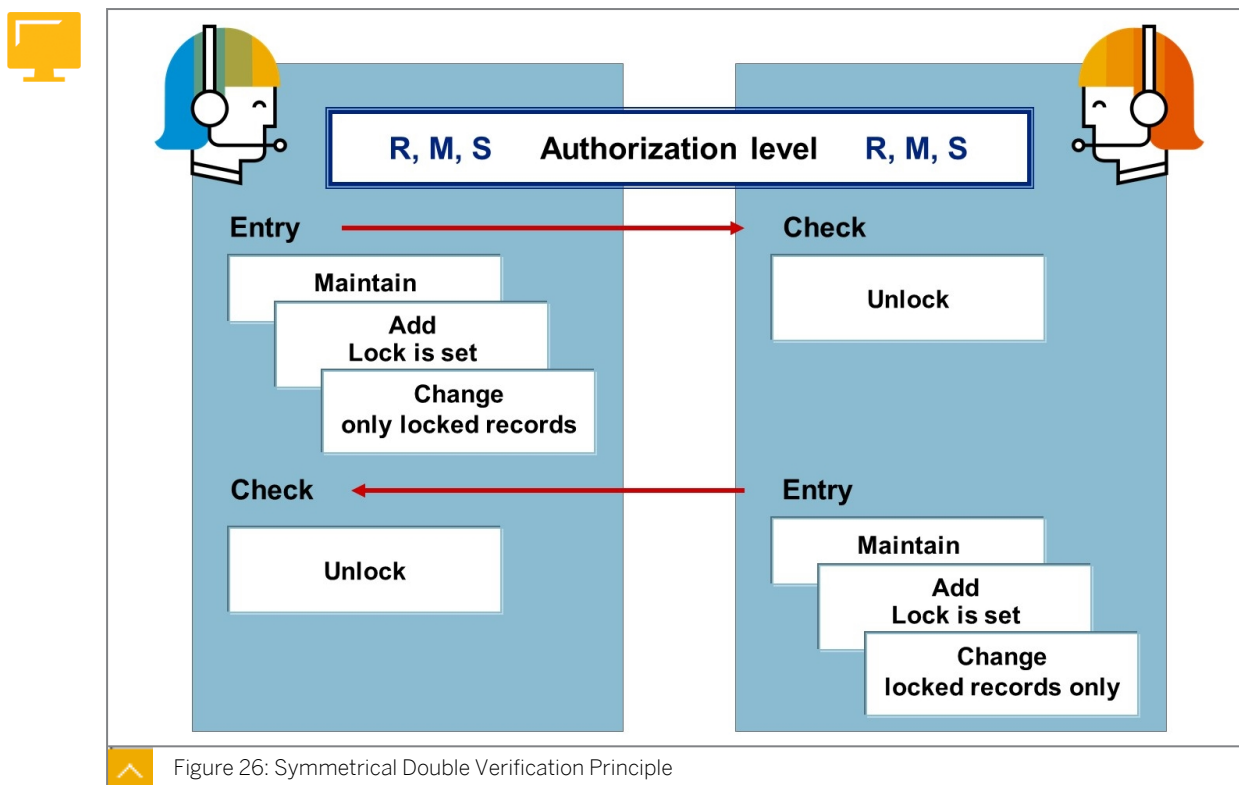 R, M, S Authorization level R, M, S
Entry
Maintain
Add
Lock is set
Change
only locked records
Check
Unlock
Check
Unlock
Entry
Maintain
Add
Lock is set
Change
locked records only
Figure 26: Symmetrical Double Verification Principle